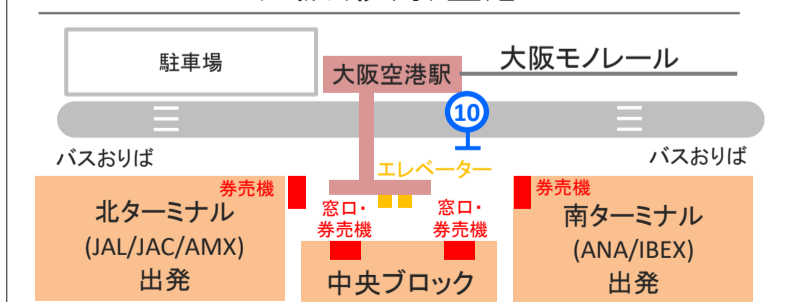 駐車場
大阪空港駅
大阪モノレール
10
バスおりば
バスおりば
エレベーター
券売機
券売機
窓口・
券売機
窓口・
券売機
北ターミナル
(JAL/JAC/AMX)
出発
中央ブロック
南ターミナル
(ANA/IBEX)
出発